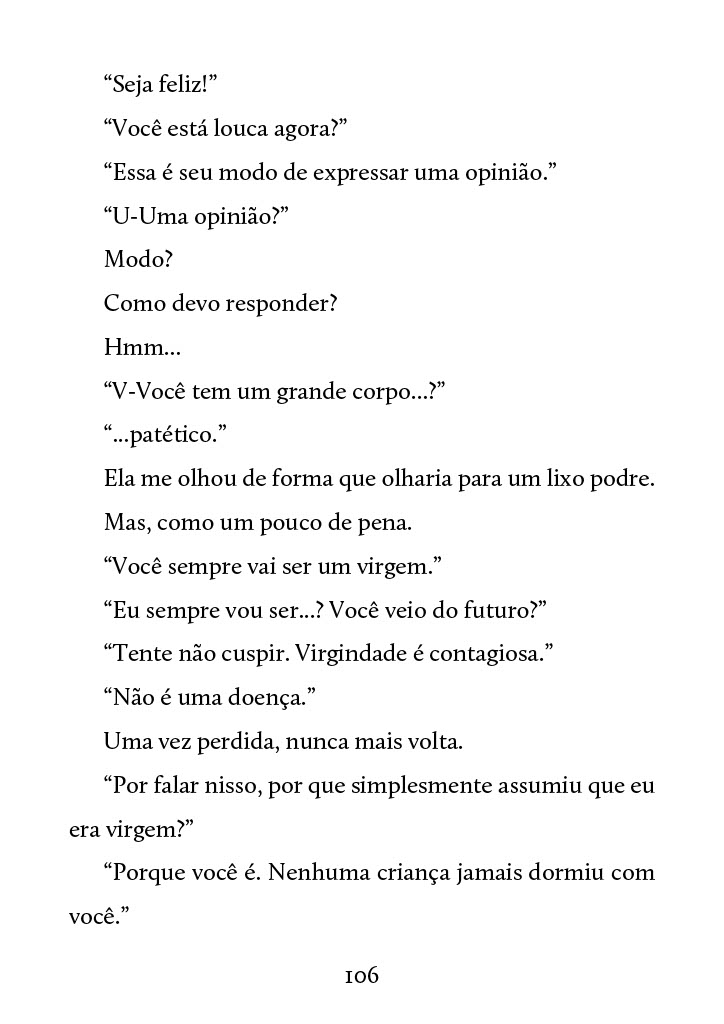 “Seja feliz!”
“Você está louca agora?”
“Essa é seu modo de expressar uma opinião.”
“U-Uma opinião?”
Modo?
Como devo responder?
Hmm...
“V-Você tem um grande corpo...?”
“...patético.”
Ela me olhou de forma que olharia para um lixo podre.
Mas, como um pouco de pena.
“Você sempre vai ser um virgem.”
“Eu sempre vou ser...? Você veio do futuro?”
“Tente não cuspir. Virgindade é contagiosa.”
“Não é uma doença.”
Uma vez perdida, nunca mais volta.
“Por falar nisso, por que simplesmente assumiu que eu
era virgem?”
“Porque você é. Nenhuma criança jamais dormiu com
você.”
106